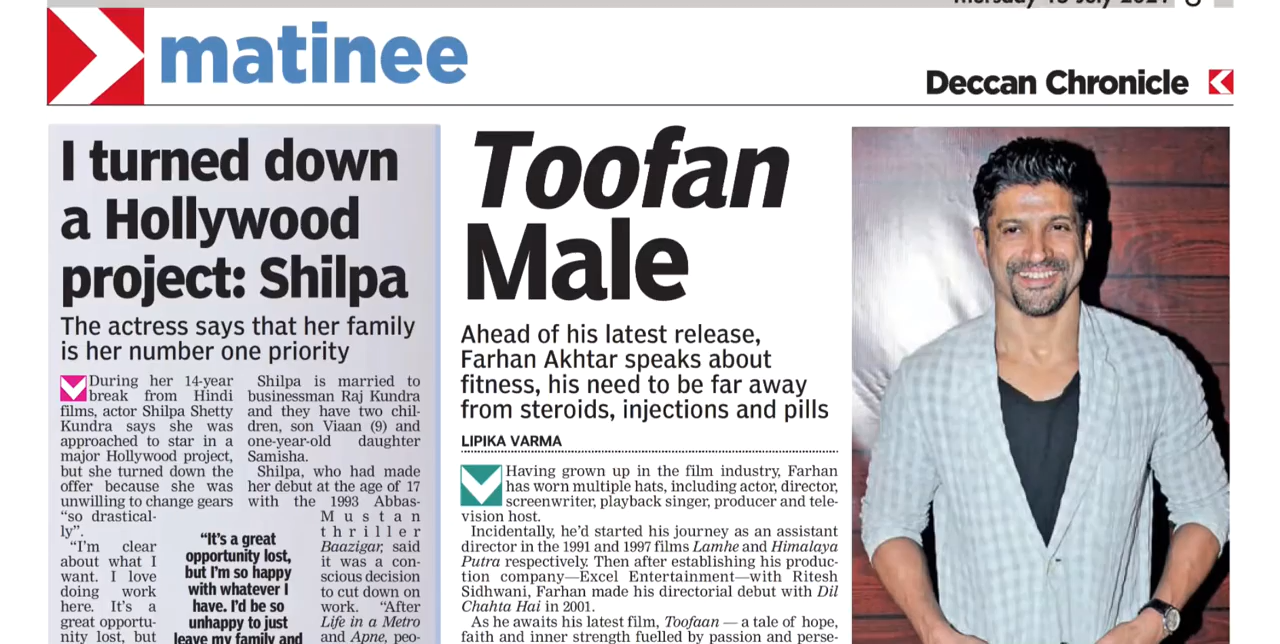 Thursday 15 July 2021
matinee
Deccan Chronicle
I turned down
a Hollywood
project: Shilpa
The actress says that her family
is her number one priority
During her 14-year
break from Hindi
films, actor Shilpa Shetty
Kundra says she was
approached to star in a
major Hollywood project,
but she turned down the
offer because she was
unwilling to change gears
“so drastical-
ly”.
“I’m clear
about what I
want. I love
doing work
here. It’s a
great opportu-
nity lost, but
“It’s a great
opportunity lost,
but I’m so happy
with whatever I
have. I’d be so
unhappy to just
leave my family and
Shilpa is married to
businessman Raj Kundra
and they have two chil-
dren, son Viaan (9) and
one-year-old daughter
Samisha.
Shilpa, who had made
her debut at the age of 17
with the 1993 Abbas-
Mustan
thriller
Baazigar, said
it was a con-
scious decision
to cut down on
work. “After
Life in a Metro
and Apne, peo-
Toofan
Male
Ahead of his latest release,
Farhan Akhtar speaks about
fitness, his need to be far away
from steroids, injections and pills
LIPIKA VARMA
Having grown up in the film industry, Farhan
has worn multiple hats, including actor, director,
screenwriter, playback singer, producer and tele-
vision host.
Incidentally, he’d started his journey as an assistant
director in the 1991 and 1997 films Lamhe and Himalaya
Putra respectively. Then after establishing his produc-
tion company—Excel Entertainment—with Ritesh
Sidhwani, Farhan made his directorial debut with Dil
Chahta Hai in 2001.
As he awaits his latest film, Toofaan – a tale of hope,
faith and inner strength fuelled by passion and perse-